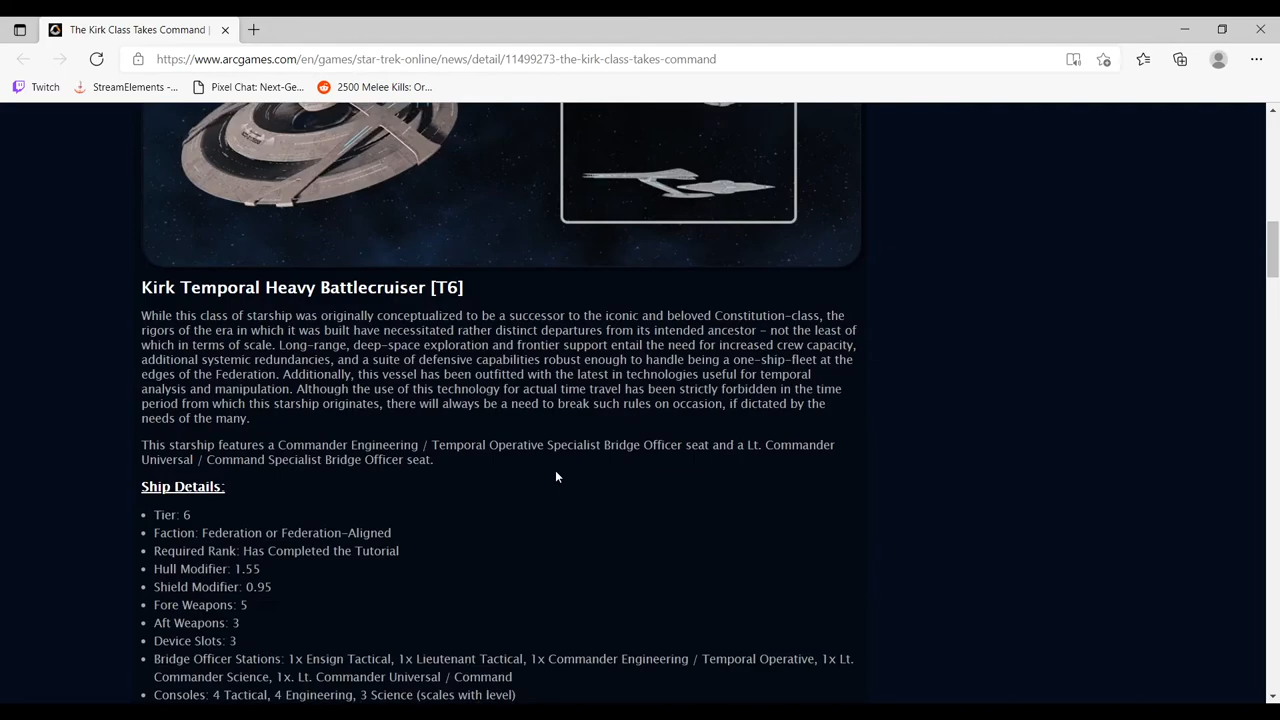 The Kirk Class Takes Command |
https://www.arcgames.com/en/games/star-trek-online/news/detail/11499273-the-kirk-class-takes-command
Twitch StreamElements -... Pixel Chat: Next-Ge... 2500 Melee Kills: Or...
Kirk Temporal Heavy Battlecruiser [T6]
While this class of starship was originally conceptualized to be a successor to the iconic and beloved Constitution-class, the
rigors of the era in which it was built have necessitated rather distinct departures from its intended ancestor – not the least of
which in terms of scale. Long-range, deep-space exploration and frontier support entail the need for increased crew capacity,
additional systemic redundancies, and a suite of defensive capabilities robust enough to handle being a one-ship-fleet at the
edges of the Federation. Additionally, this vessel has been outfitted with the latest in technologies useful for temporal
analysis and manipulation. Although the use of this technology for actual time travel has been strictly forbidden in the time
period from which this starship originates, there will always be a need to break such rules on occasion, if dictated by the
needs of the many.
This starship features a Commander Engineering / Temporal Operative Specialist Bridge Officer seat and a Lt. Commander
Universal / Command Specialist Bridge Officer seat.
Ship Details:
• Tier: 6
• Faction: Federation or Federation-Aligned
• Required Rank: Has Completed the Tutorial
• Hull Modifier: 1.55
• Shield Modifier: 0.95
• Fore Weapons: 5
• Aft Weapons: 3
• Device Slots: 3
• Bridge Officer Stations: 1x Ensign Tactical, 1x Lieutenant Tactical, 1x Commander Engineering / Temporal Operative, 1x Lt.
Commander Science, 1x. Lt. Commander Universal / Command
• Consoles: 4 Tactical, 4 Engineering, 3 Science (scales with level)